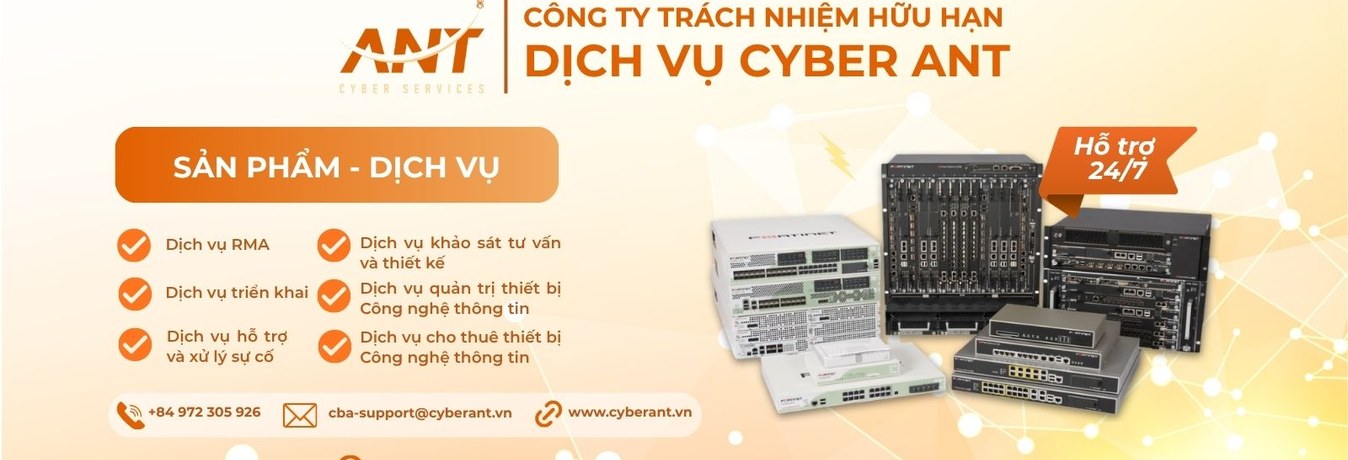 ANT
CYBER SERVICES
CÔNG TY TRÁCH NHIỆM HỮU HẠN
DỊCH VỤ CYBER ANT
SẢN PHẨM - DỊCH VỤ
Dịch vụ RMA
Dịch vụ triển khai
Dịch vụ hỗ trợ
và xử lý sự cố
Dịch vụ khảo sát tư vấn
và thiết kế
Dịch vụ quản trị thiết bị
Công nghệ thông tin
Dịch vụ cho thuê thiết bị
Công nghệ thông tin
Hỗ trợ
24/7
FORTINET
+84 972 305 926
cba-support@cyberant.vn
www.cyberant.vn